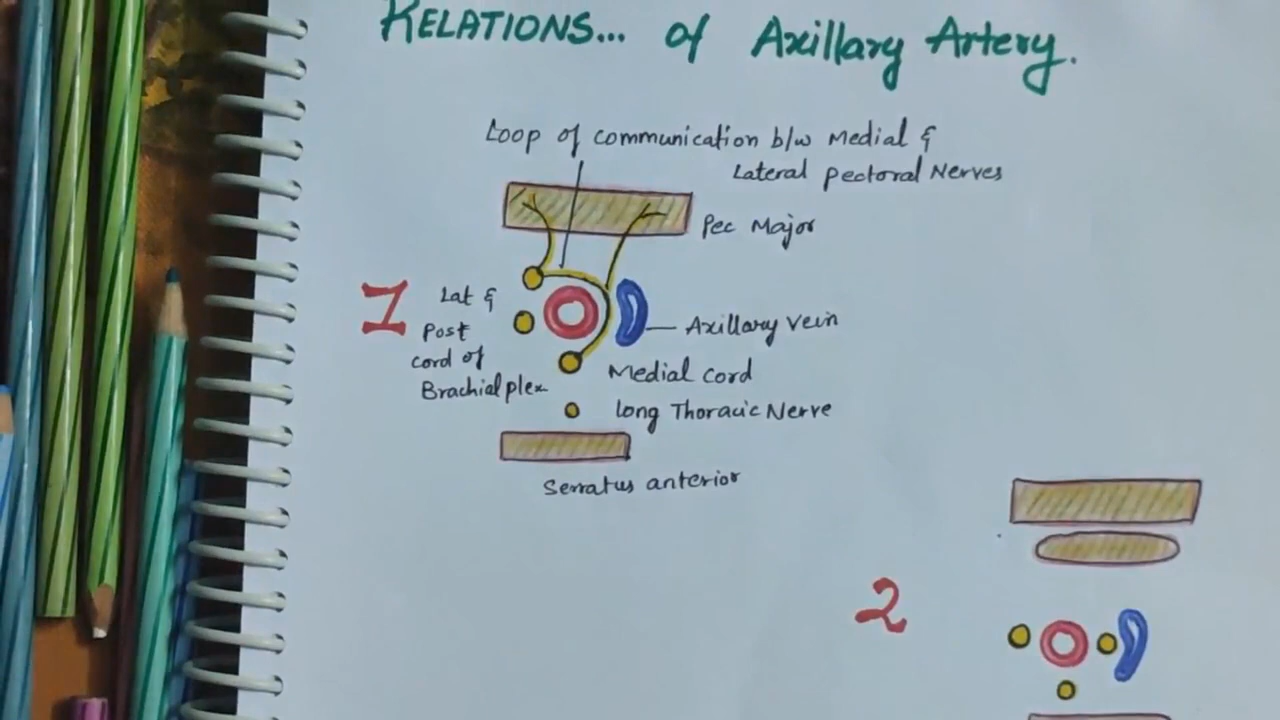 RELATIONS... of Axillary Artery.
Loop of communication b/w Medial &
Lateral pectoral Nerves
Pec Major
1
Lat &
Post
cord of
Brachial plex
Axillary vein
Medial cord
long Thoracic Nerve
Serratus anterior
2